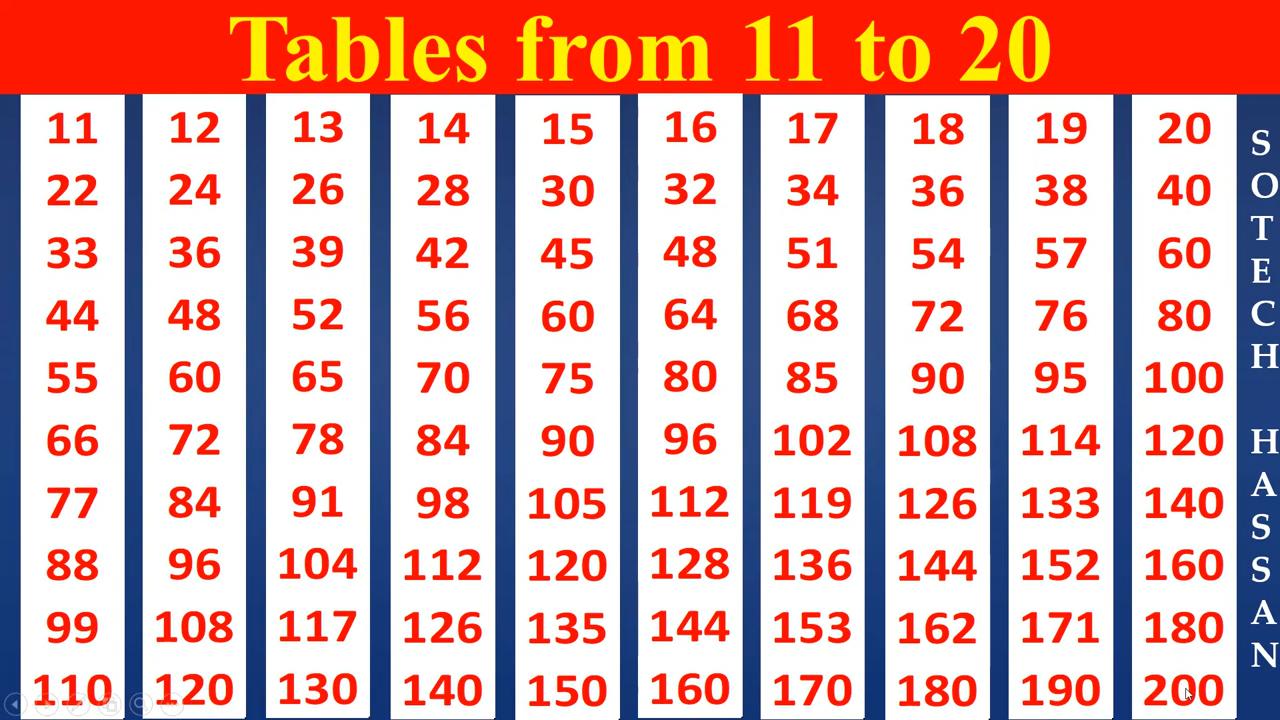 Tables from 11 to 20
11 12 13 14 15 16 17 18 19 20
22 24 26 28 30 32 34 36 38 40
33 36 39 42 45 48 51 54 57 60
44 48 52 56 60 64 68 72 76 80
55 60 65 70 75 80 85 90 95 100
66 72 78 84 90 96 102 108 114 120
77 84 91 98 105 112 119 126 133 140
88 96 104 112 120 128 136 144 152 160
99 108 117 126 135 144 153 162 171 180
110 120 130 140 150 160 170 180 190 200
SOTECH HASSAN